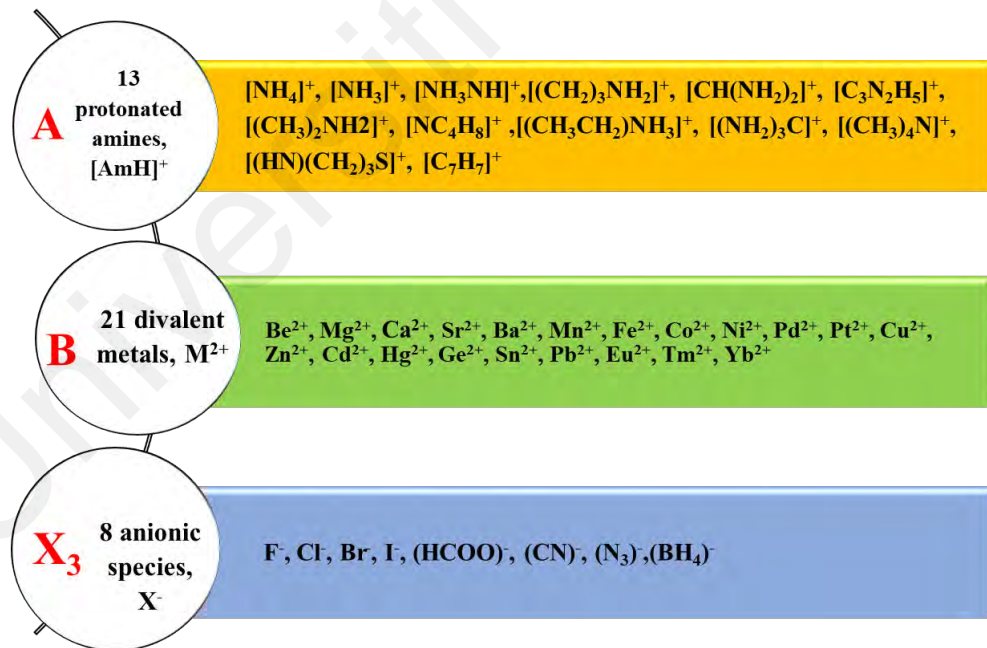 13
protonated
amines,
[AmH]⁺
A
[NH₄]⁺, [NH₃]⁺, [NH₃NH]⁺,[(CH₂)₃NH₂]⁺, [CH(NH₂)₂]⁺, [C₃N₂H₅]⁺,
[(CH₃)₂NH2]⁺, [NC₄H₈]⁺ ,[(CH₃CH₂)NH₃]⁺, [(NH₂)₃C]⁺, [(CH₃)₄N]⁺,
[(HN)(CH₂)₃S]⁺, [C₇H₇]⁺
21 divalent
metals, M²⁺
B
Be²⁺, Mg²⁺, Ca²⁺, Sr²⁺, Ba²⁺, Mn²⁺, Fe²⁺, Co²⁺, Ni²⁺, Pd²⁺, Pt²⁺, Cu²⁺,
Zn²⁺, Cd²⁺, Hg²⁺, Ge²⁺, Sn²⁺, Pb²⁺, Eu²⁺, Tm²⁺, Yb²⁺
X₃
8 anionic
species,
X⁻
F⁻, Cl⁻, Br⁻, I⁻, (HCOO)⁻, (CN)⁻, (N₃)⁻,(BH₄)⁻
Universiti